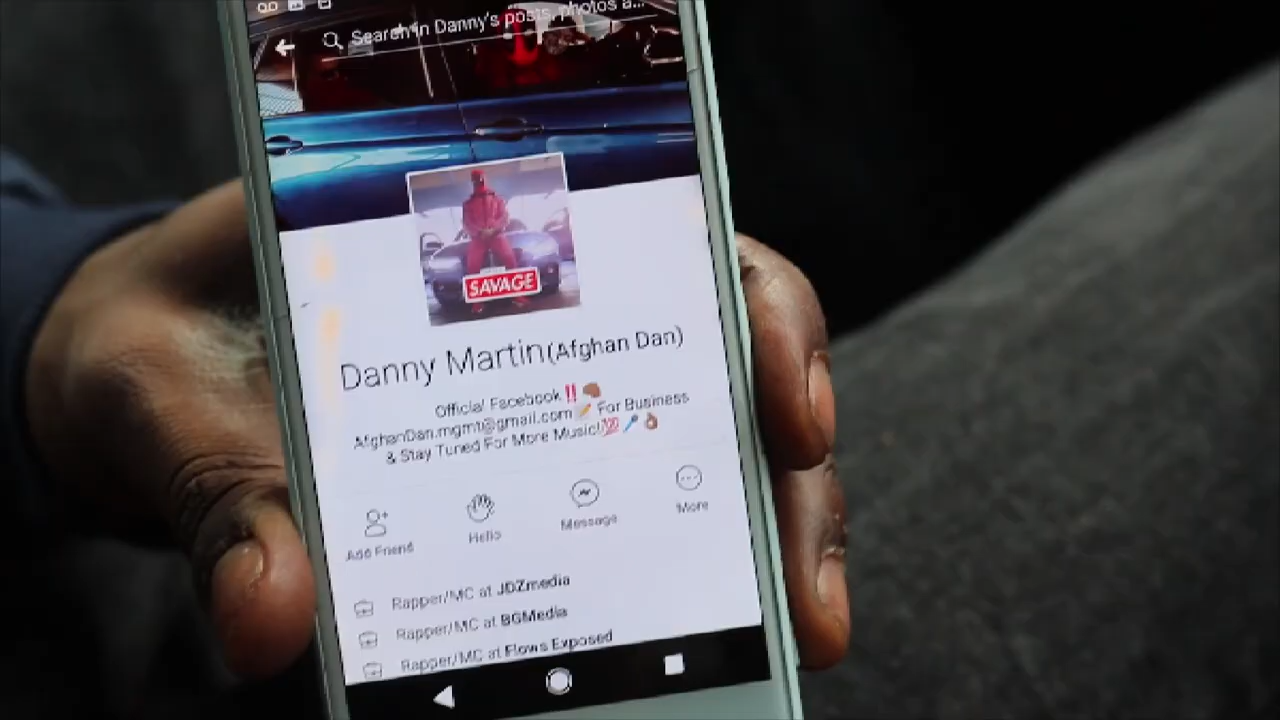 Search in Danny's posts, photos a...
SAVAGE
Danny Martin(Afghan Dan)
Official Facebook‼️👊🏾
AfghanDan.mgmt@gmail.com✏️ For Business
& Stay Tuned For More Music!💯🎤👌🏾
Add Friend
Hello
Message
More
Rapper/MC at JDZmedia
Rapper/MC at BGMedia
Rapper/MC at Flows Exposed